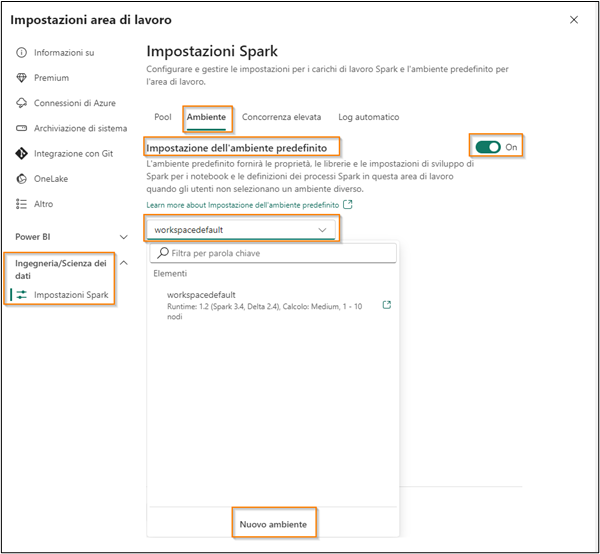 Impostazioni area di lavoro
Informazioni su
Premium
Connessioni di Azure
Archiviazione di sistema
Integrazione con Git
OneLake
Altro
Power BI
Ingegneria/Scienza dei
dati
Impostazioni Spark
Impostazioni Spark
Configurare e gestire le impostazioni per i carichi di lavoro Spark e l'ambiente predefinito per
l'area di lavoro.
Pool
Ambiente
Concorrenza elevata
Log automatico
Impostazione dell'ambiente predefinito
On
L'ambiente predefinito fornirà le proprietà, le librerie e le impostazioni di sviluppo di
Spark per i notebook e le definizioni dei processi Spark in questa area di lavoro
quando gli utenti non selezionano un ambiente diverso.
Learn more about Impostazione dell'ambiente predefinito
workspacedefault
Filtra per parola chiave
Elementi
workspacedefault
Runtime: 1.2 (Spark 3.4, Delta 2.4), Calcolo: Medium, 1 - 10
nodi
Nuovo ambiente